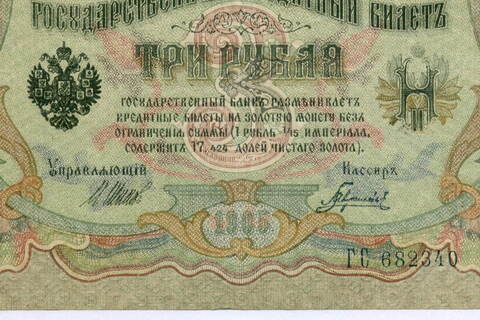 ГОСУДАРСТВЕННЫЙ КРЕДИТНЫЙ БИЛЕТЪ
ТРИ РУБЛЯ
ГОСУДАРСТВЕННЫЙ БАНКЪ РАЗМѢНИВАЕТЪ
КРЕДИТНЫЕ БИЛЕТЫ НА ЗОЛОТУЮ МОНЕТУ БЕЗЪ
ОГРАНИЧЕНІЯ СУММЫ (1 РУБЛЬ = 1/15 ИМПЕРІАЛА,
СОДЕРЖИТЪ 17,424 ДОЛЕЙ ЧИСТАГО ЗОЛОТА).
Управляющій Кассиръ
1905
ГС 682340